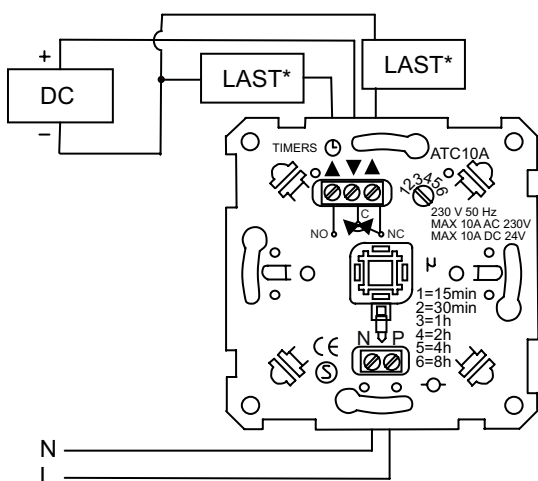 +
DC
−
LAST*
LAST*
TIMERS
ATC10A
123456
C
NO
NC
230 V 50 Hz
MAX 10A AC 230V
MAX 10A DC 24V
µ
1=15min
2=30min
3=1h
4=2h
5=4h
6=8h
CE
S
N P
N
L